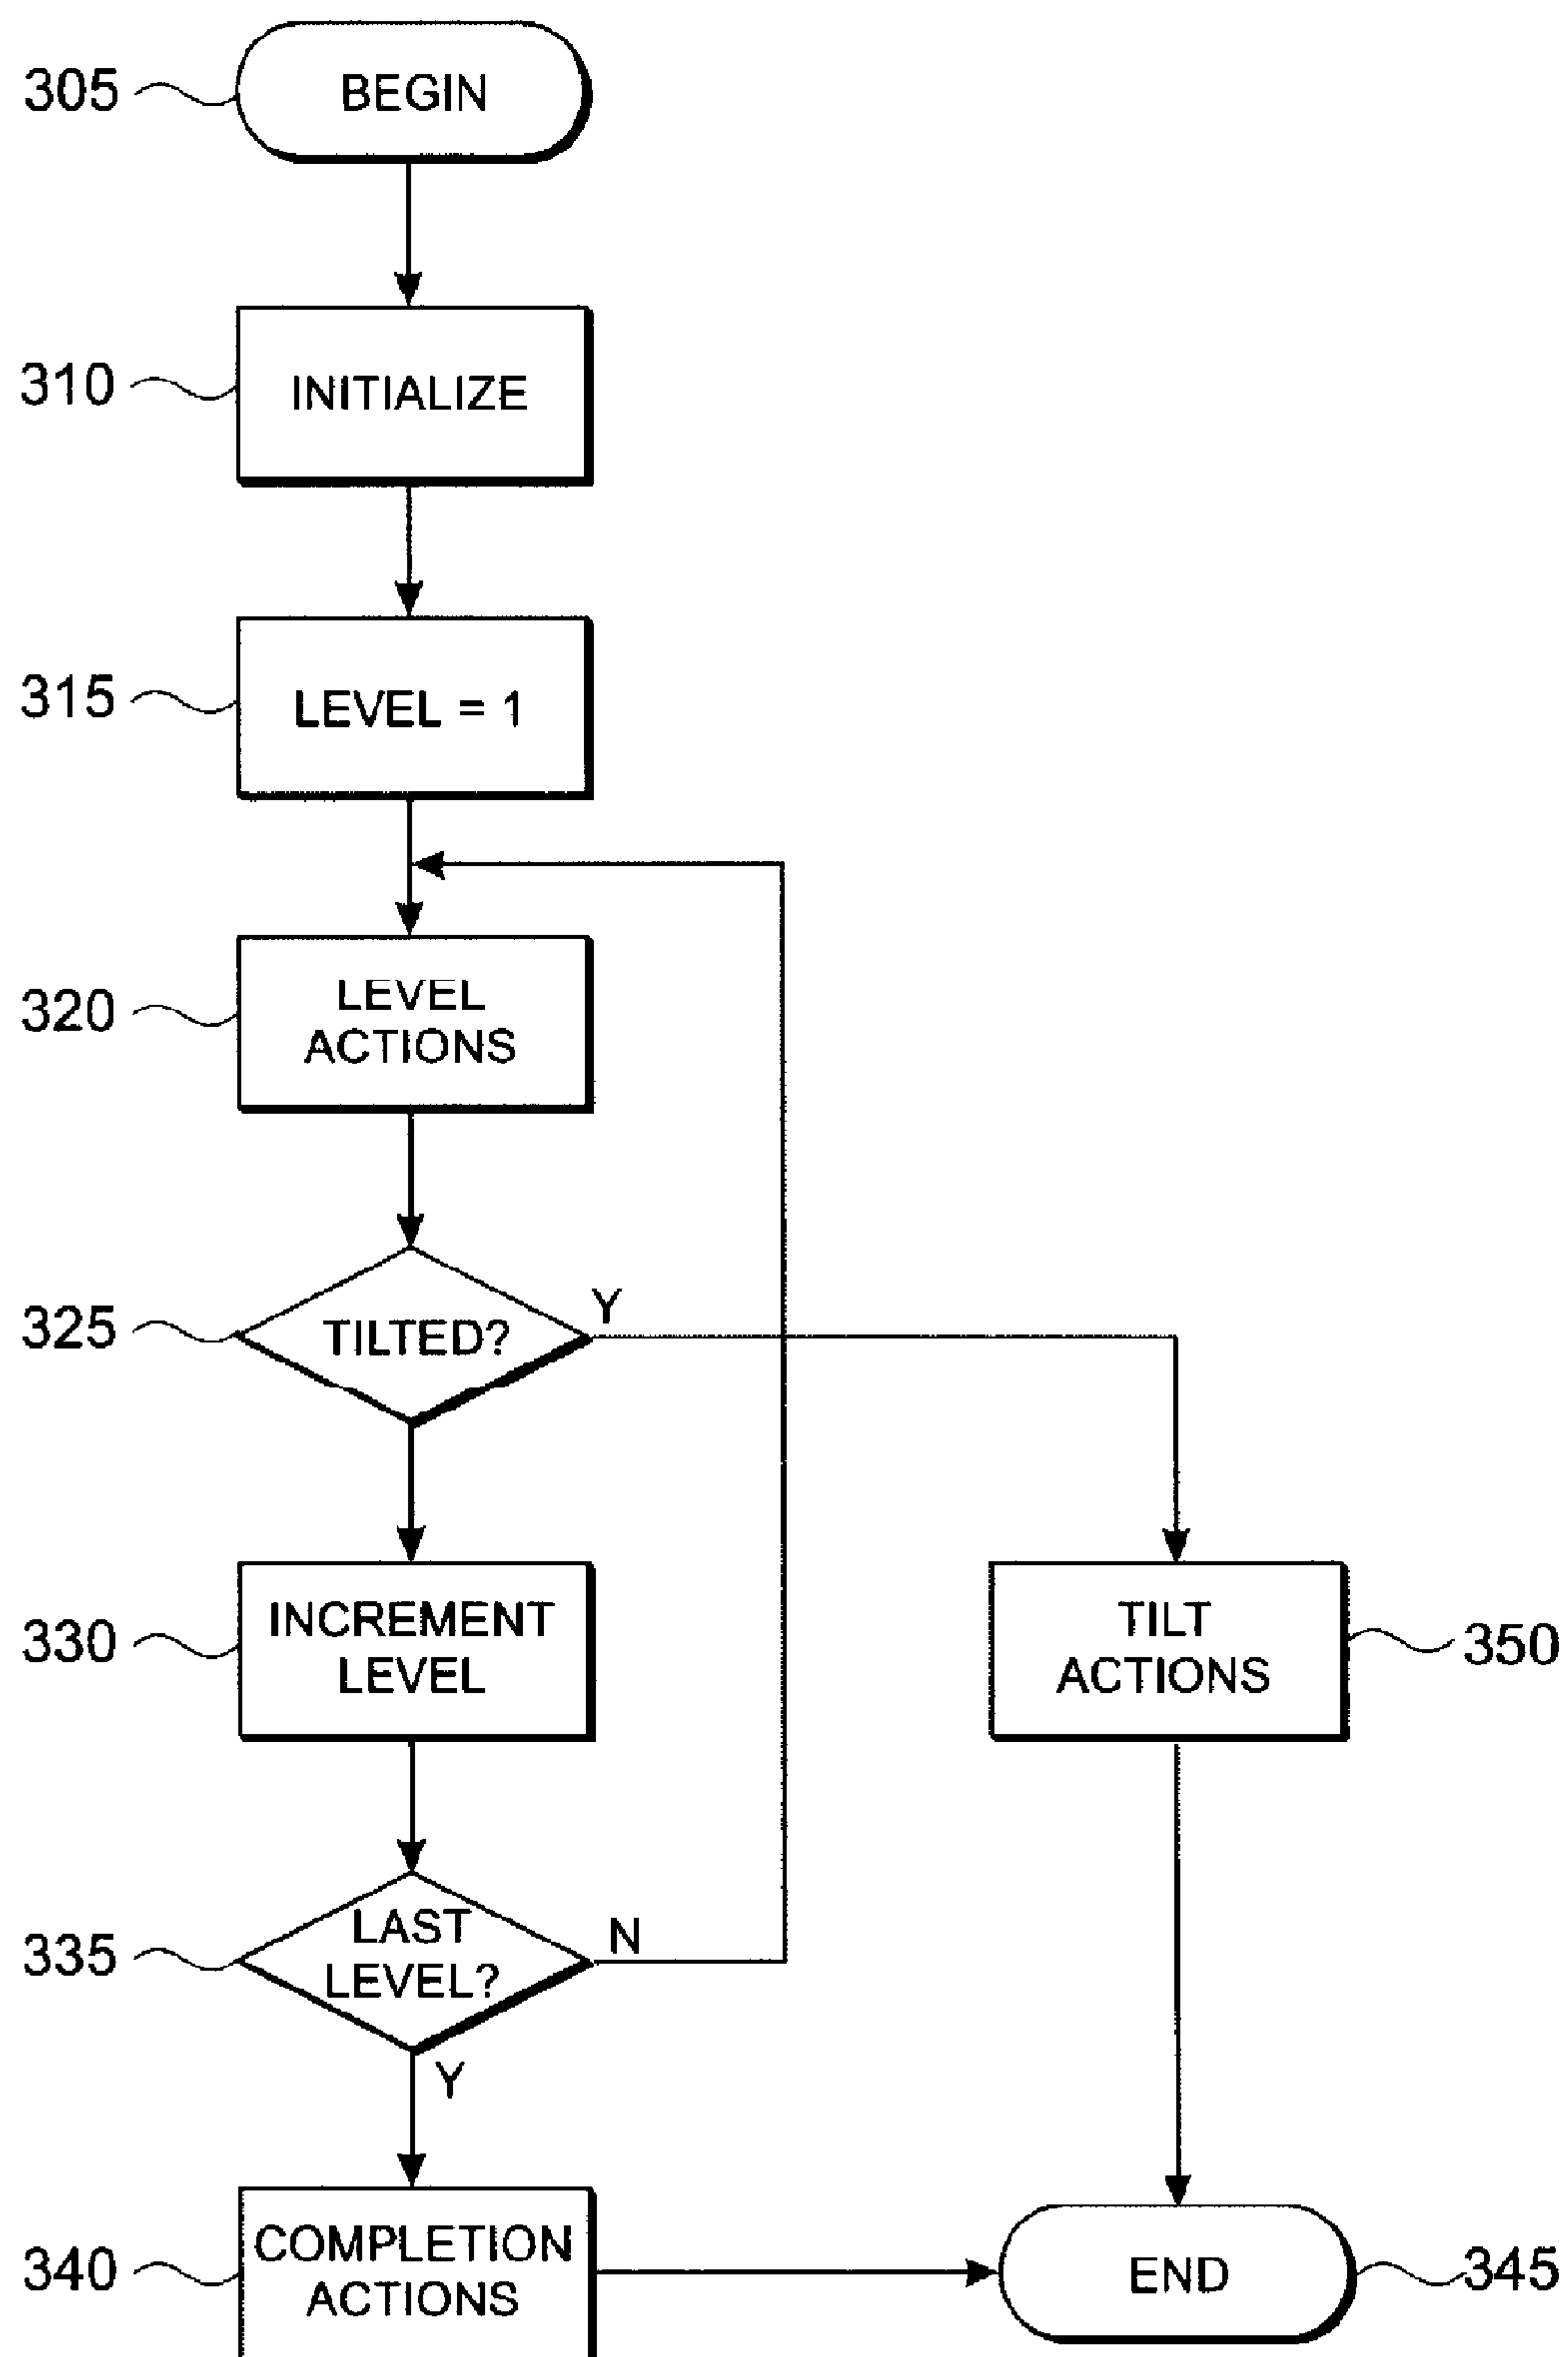 305
BEGIN
310
INITIALIZE
315
LEVEL = 1
320
LEVEL
ACTIONS
325
TILTED?
Y
330
INCREMENT
LEVEL
TILT
ACTIONS
350
335
LAST
LEVEL?
N
Y
340
COMPLETION
ACTIONS
END
345